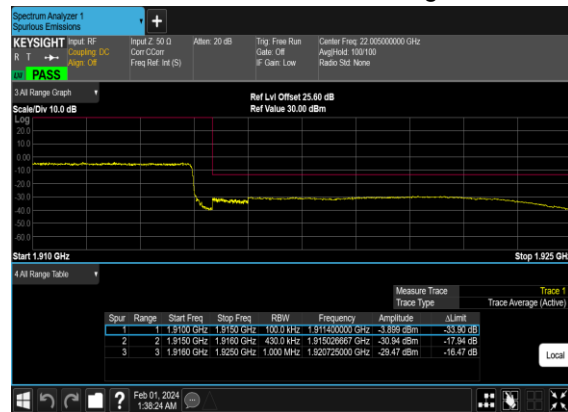 Spectrum Analyzer 1
Spurious Emissions
+
KEYSIGHT Input: RF Input Z: 50 Ω Atten: 20 dB Trig: Free Run Center Freq: 22.005000000 GHz
R T Coupling: DC Corr CCorr Gate: Off Avg|Hold: 100/100
Align: Off Freq Ref: Int (S) IF Gain: Low Radio Std: None
PASS
3 All Range Graph
Ref Lvl Offset 25.60 dB
Scale/Div 10.0 dB Ref Value 30.00 dBm
Log
20.0
10.0
0.00
-10.0
-20.0
-30.0
-40.0
-50.0
-60.0
Start 1.910 GHz Stop 1.925 GH
4 All Range Table
Measure Trace Trace 1
Trace Type Trace Average (Active)
Spur Range Start Freq Stop Freq RBW Frequency Amplitude ΔLimit
1 1 1.9100 GHz 1.9150 GHz 100.0 kHz 1.911400000 GHz -3.899 dBm -33.90 dB
2 2 1.9150 GHz 1.9160 GHz 430.0 kHz 1.915026667 GHz -30.94 dBm -17.94 dB
3 3 1.9160 GHz 1.9250 GHz 1.000 MHz 1.920725000 GHz -29.47 dBm -16.47 dB
Local
? Feb 01, 2024
1:38:24 AM